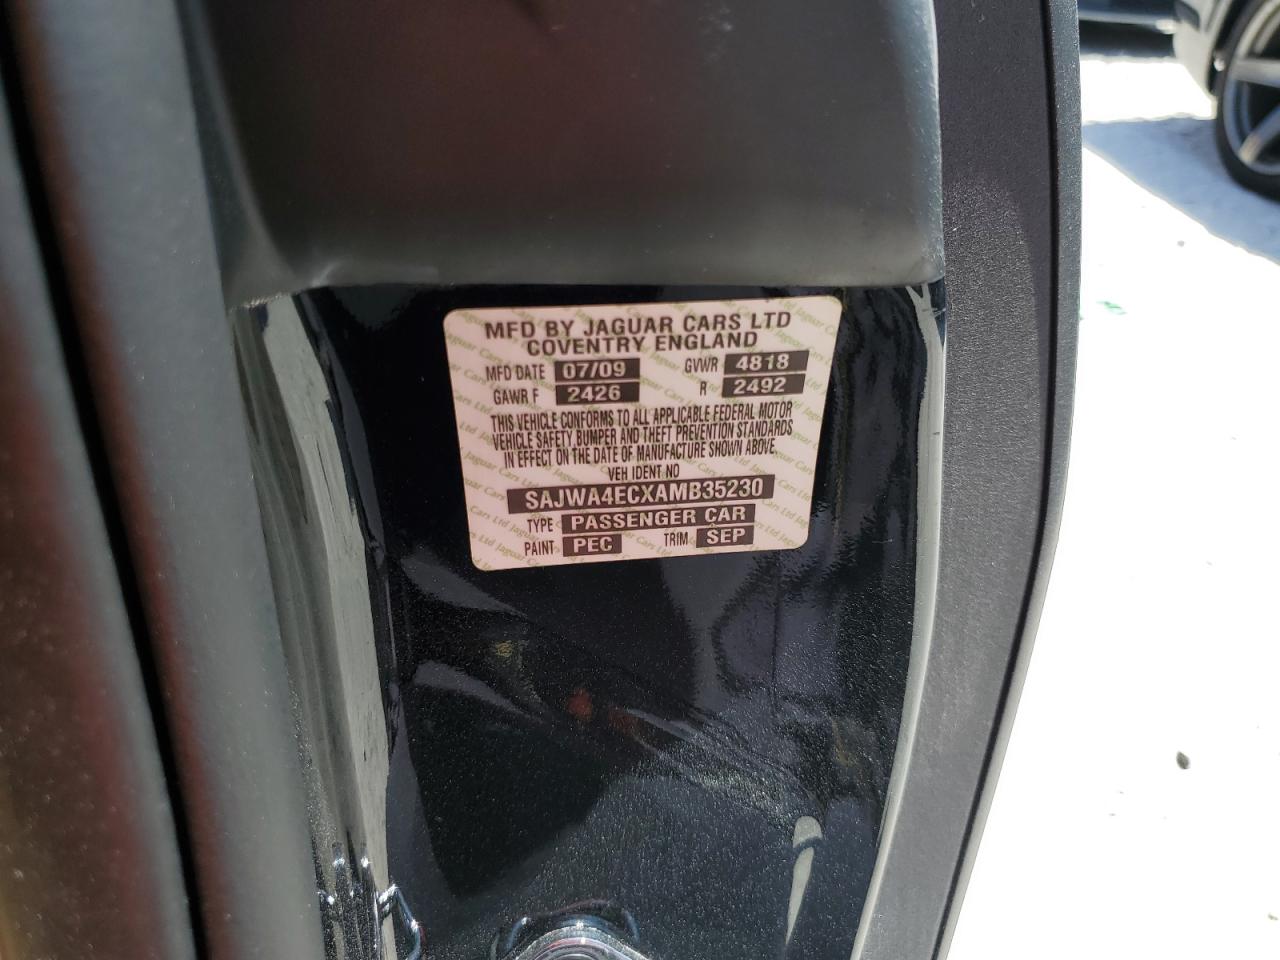 MFD BY JAGUAR CARS LTD
COVENTRY ENGLAND
MFD DATE 07/09 GVWR 4818
GAWR F 2426 R 2492
THIS VEHICLE CONFORMS TO ALL APPLICABLE FEDERAL MOTOR
VEHICLE SAFETY BUMPER AND THEFT PREVENTION STANDARDS
IN EFFECT ON THE DATE OF MANUFACTURE SHOWN ABOVE.
VEH IDENT NO
SAJWA4ECXAMB35230
TYPE PASSENGER CAR
PAINT PEC TRIM SEP